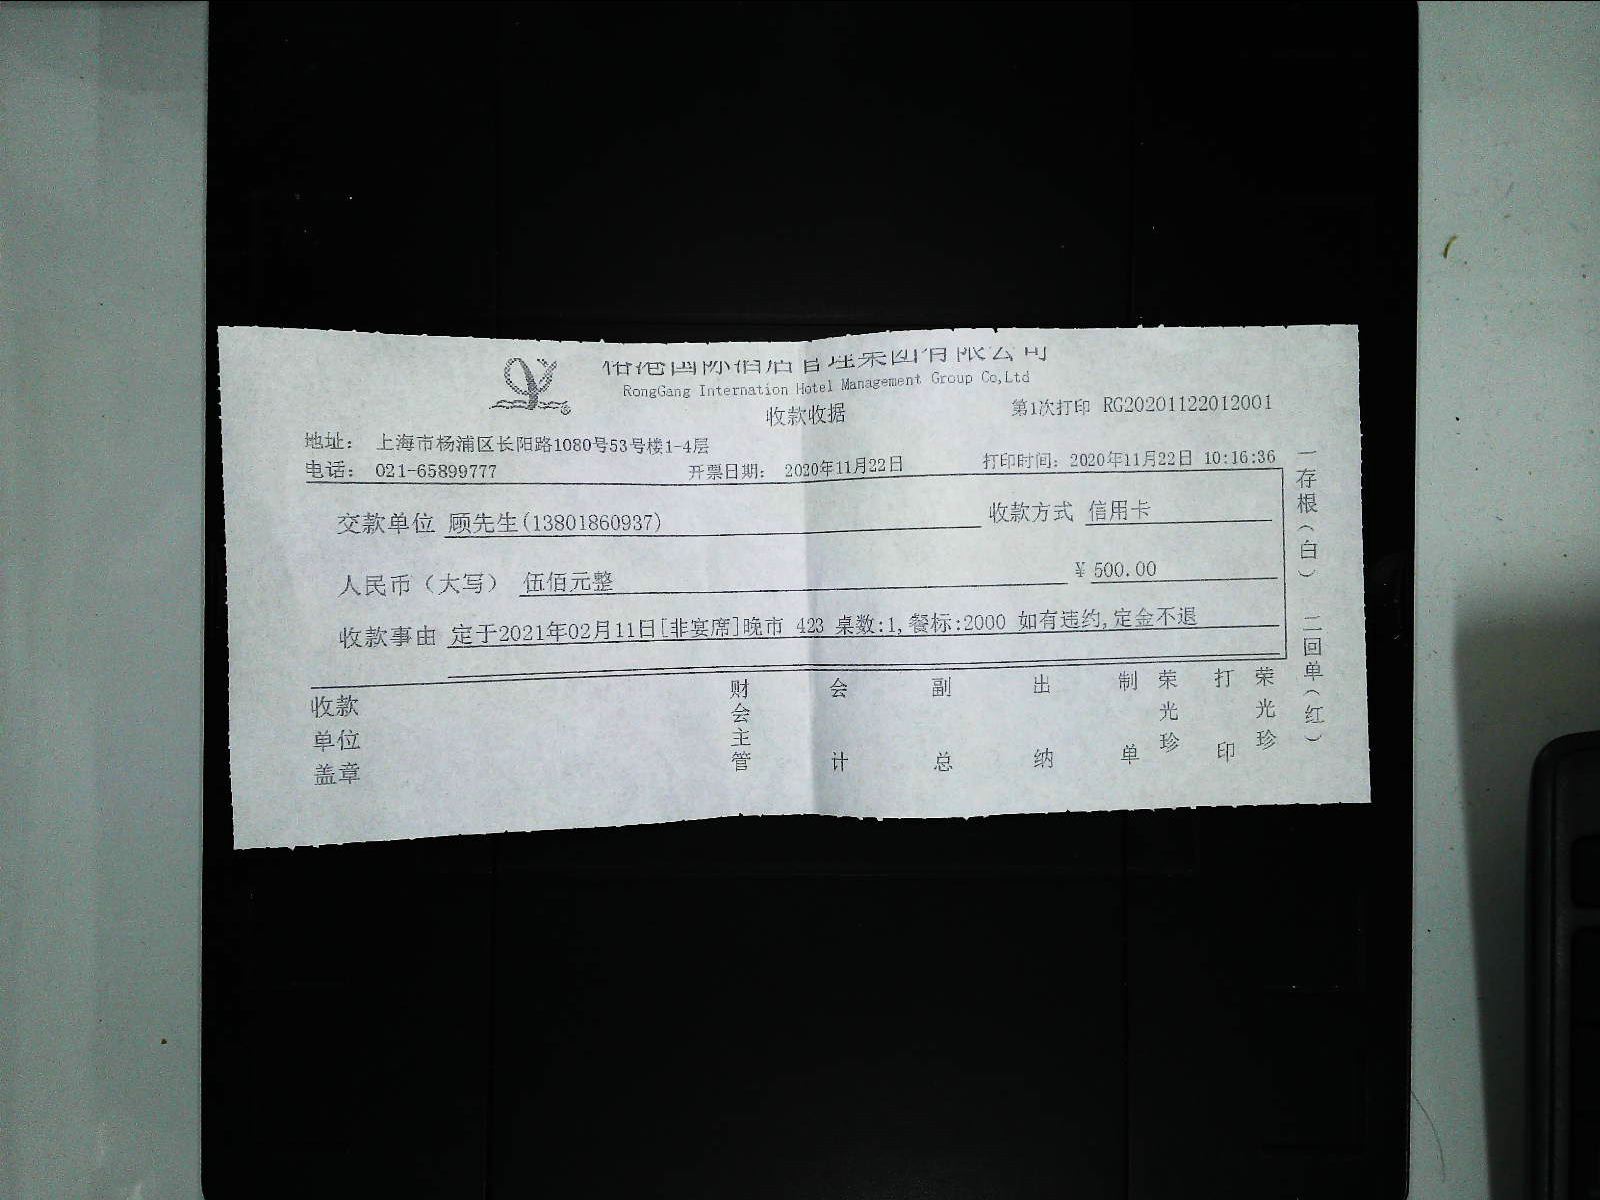 国际酒店管理集团有限公司
RongGang Internation Hotel Management Group Co,Ltd
收款收据
第1次打印 RG20201122012001
地址： 上海市杨浦区长阳路1080号53号楼1-4层
电话： 021-65899777 开票日期： 2020年11月22日 打印时间：2020年11月22日 10:16:36
交款单位 顾先生(13801860937) 收款方式 信用卡
人民币（大写） 伍佰元整 ¥500.00
收款事由 定于2021年02月11日[非宴席]晚市 423 桌数:1,餐标:2000 如有违约,定金不退
收款单位盖章
财会主管
会计
副总
出纳
制单 荣光珍
打印 荣光珍
一存根（白） 二回单（红）